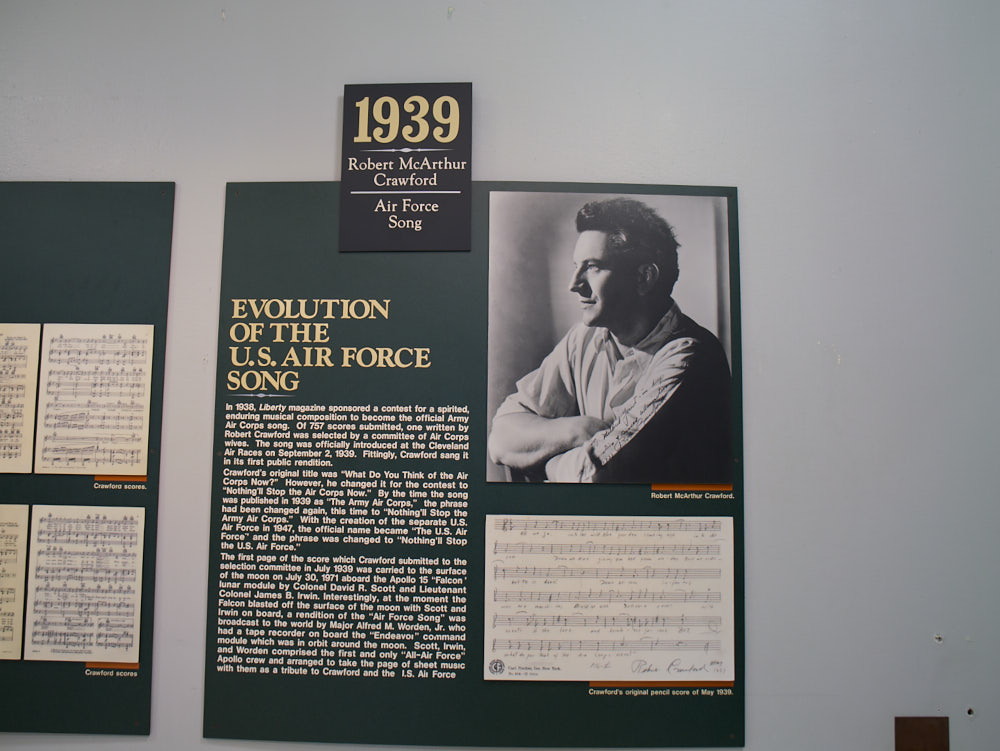 1939
Robert McArthur
Crawford
Air Force
Song
EVOLUTION
OF THE
U.S. AIR FORCE
SONG
In 1938, Liberty magazine sponsored a contest for a spirited,
enduring musical composition to become the official Army
Air Corps song. Of 757 scores submitted, one written by
Robert Crawford was selected by a committee of Air Corps
wives. The song was officially introduced at the Cleveland
Air Races on September 2, 1939. Fittingly, Crawford sang it
in its first public rendition.
Crawford's original title was "What Do You Think of the Air
Corps Now?" However, he changed it for the contest to
"Nothing'll Stop the Air Corps Now." By the time the song
was published in 1939 as "The Army Air Corps," the phrase
had been changed again, this time to "Nothing'll Stop the
Army Air Corps." With the creation of the separate U.S.
Air Force in 1947, the official name became "The U.S. Air
Force" and the phrase was changed to "Nothing'll Stop
the U.S. Air Force."
The first page of the score which Crawford submitted to the
selection committee in July 1939 was carried to the surface
of the moon on July 30, 1971 aboard the Apollo 15 "Falcon'
lunar module by Colonel David R. Scott and Lieutenant
Colonel James B. Irwin. Interestingly, at the moment the
Falcon blasted off the surface of the moon with Scott and
Irwin on board, a rendition of the "Air Force Song" was
broadcast to the world by Major Alfred M. Worden, Jr. who
had a tape recorder on board the "Endeavor" command
module which was in orbit around the moon. Scott, Irwin,
and Worden comprised the first and only "All-Air Force"
Apollo crew and arranged to take the page of sheet music
with them as a tribute to Crawford and the I.S. Air Force
Robert McArthur Crawford.
Carl Fischer, Inc. New York.
Robert Crawford
Crawford's original pencil score of May 1939.
Crawford scores.
Crawford scores